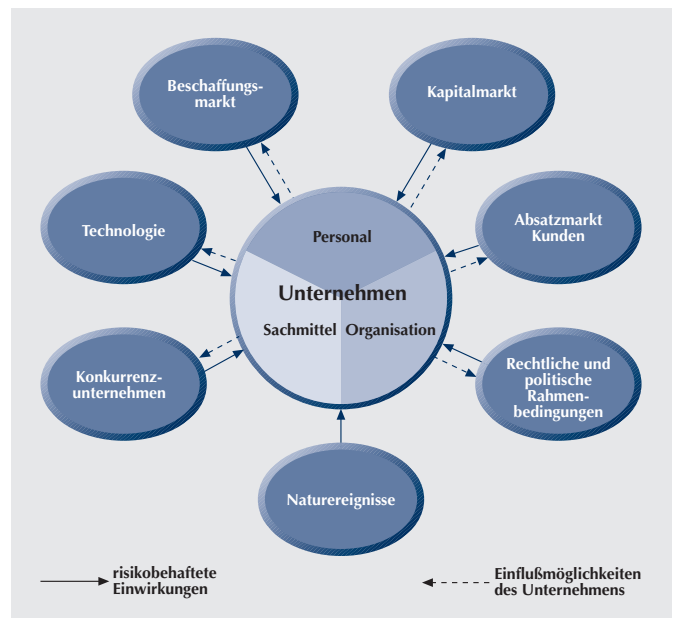 Beschaffungs-
markt
Kapitalmarkt
Technologie
Personal
Absatzmarkt
Kunden
Unternehmen
Sachmittel Organisation
Konkurrenz-
unternehmen
Rechtliche und
politische
Rahmen-
bedingungen
Naturereignisse
risikobehaftete
Einwirkungen
Einflußmöglichkeiten
des Unternehmens